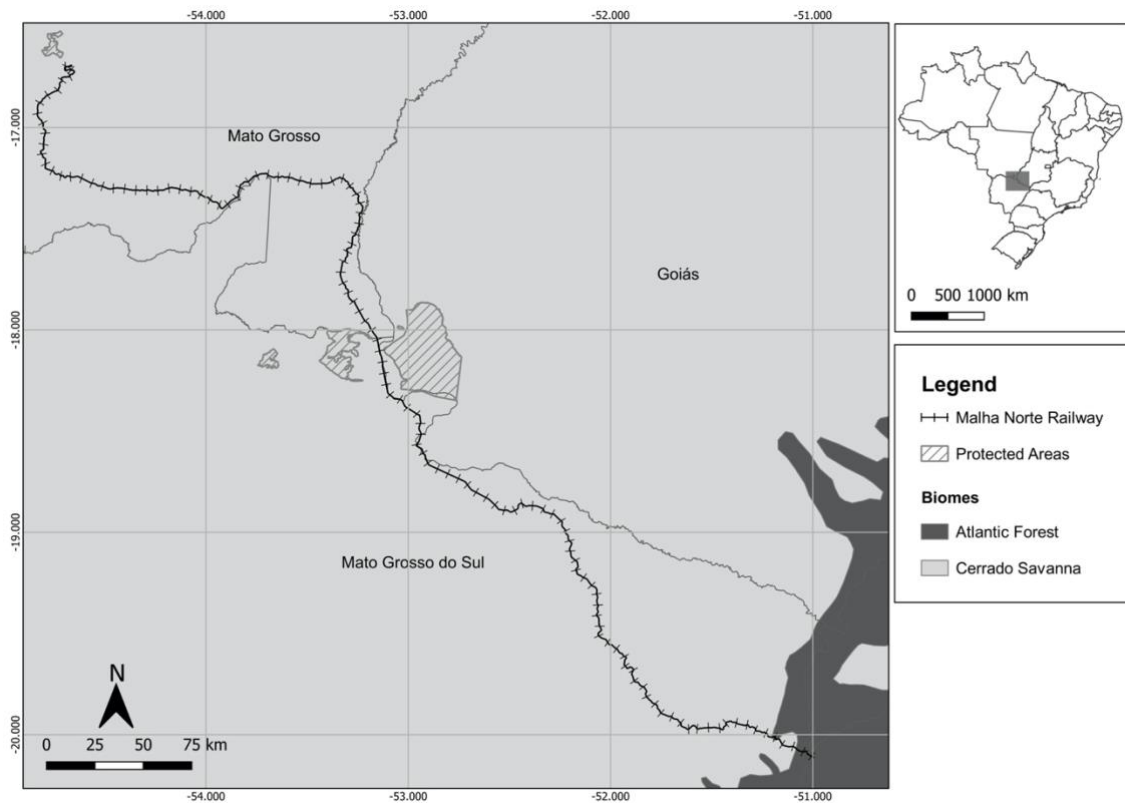 -54.000 -53.000 -52.000 -51.000
-17.000
Mato Grosso
Goiás
-18.000
-19.000
Mato Grosso do Sul
-20.000
N
0 25 50 75 km
-54.000 -53.000 -52.000 -51.000
0 500 1000 km
Legend
Malha Norte Railway
Protected Areas
Biomes
Atlantic Forest
Cerrado Savanna